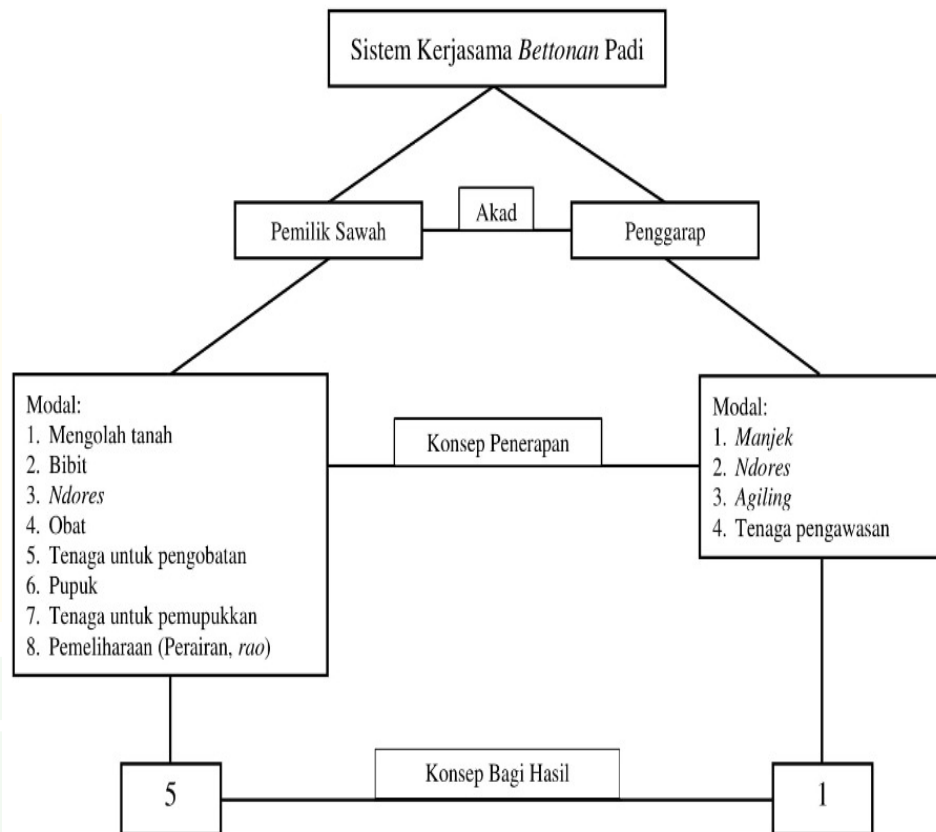 Sistem Kerjasama Bettonan Padi
Akad
Pemilik Sawah
Penggarap
Modal:
1. Mengolah tanah
2. Bibit
3. Ndores
4. Obat
5. Tenaga untuk pengobatan
6. Pupuk
7. Tenaga untuk pemupukkan
8. Pemeliharaan (Perairan, rao)
Konsep Penerapan
Modal:
1. Manjek
2. Ndores
3. Agiling
4. Tenaga pengawasan
5
Konsep Bagi Hasil
1